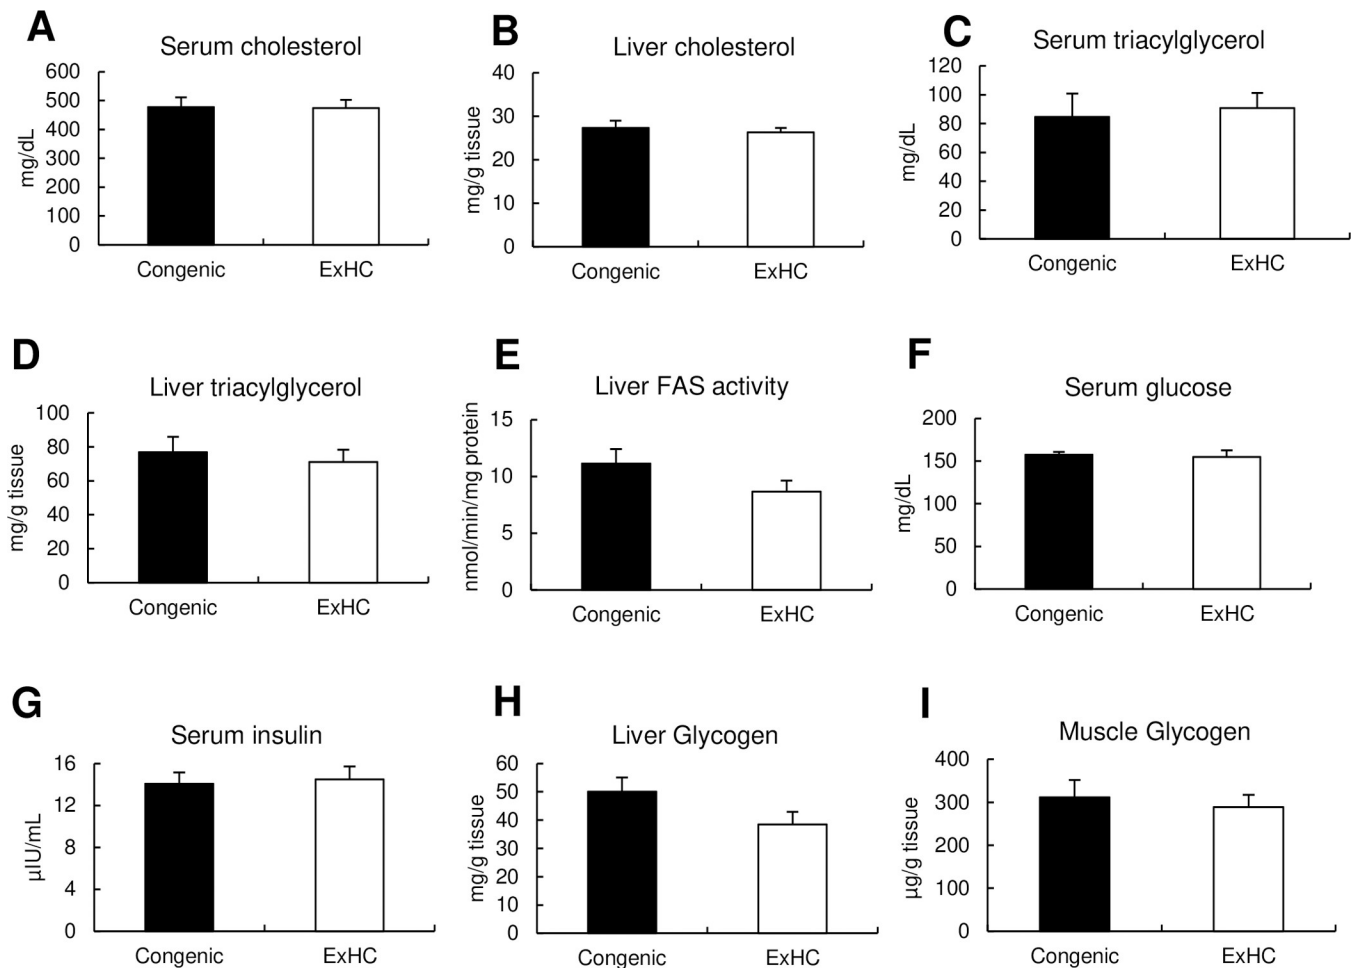 A
Serum cholesterol
600
500
400
300
200
100
0
mg/dL
Congenic ExHC
B
Liver cholesterol
40
30
20
10
0
mg/g tissue
Congenic ExHC
C
Serum triacylglycerol
120
100
80
60
40
20
0
mg/dL
Congenic ExHC
D
Liver triacylglycerol
100
80
60
40
20
0
mg/g tissue
Congenic ExHC
E
Liver FAS activity
15
10
5
0
nmol/min/mg protein
Congenic ExHC
F
Serum glucose
200
150
100
50
0
mg/dL
Congenic ExHC
G
Serum insulin
16
12
8
4
0
µIU/mL
Congenic ExHC
H
Liver Glycogen
60
50
40
30
20
10
0
mg/g tissue
Congenic ExHC
I
Muscle Glycogen
400
300
200
100
0
µg/g tissue
Congenic ExHC